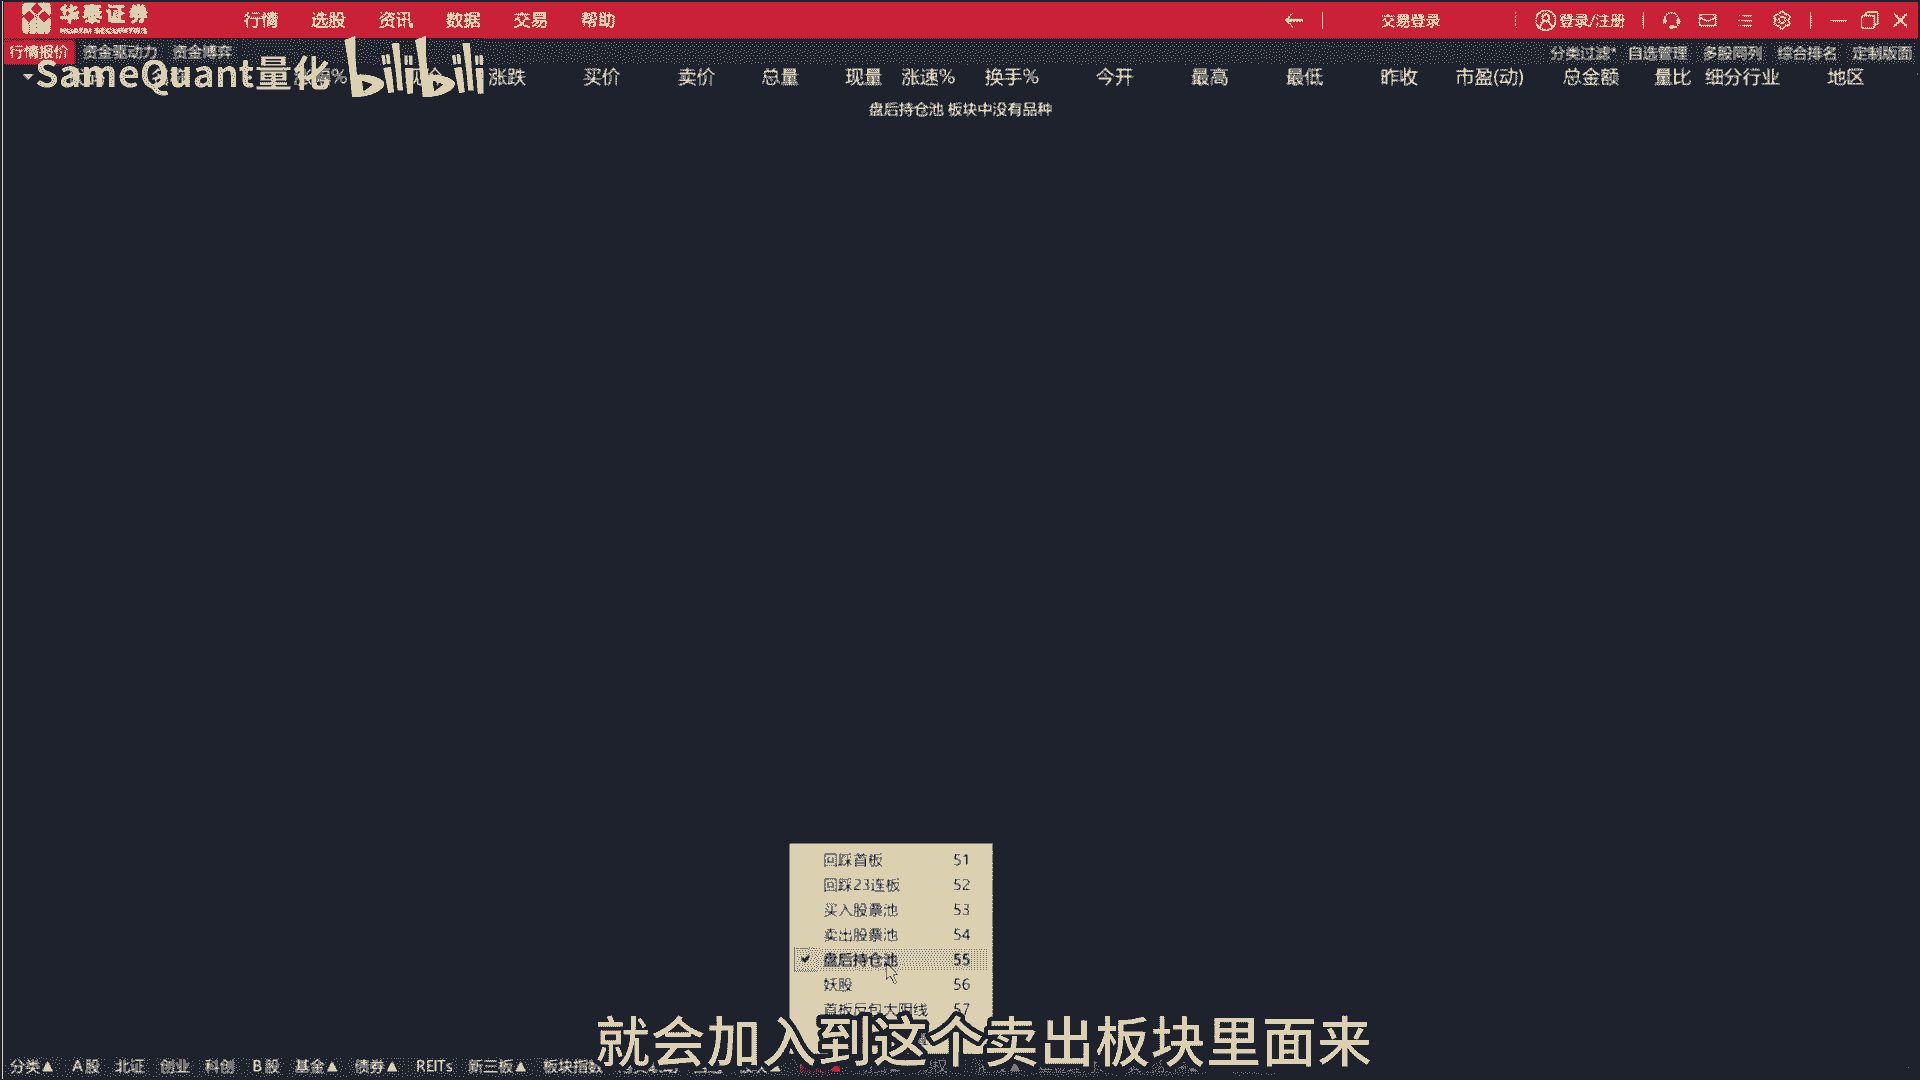 华泰证券 行情 选股 资讯 数据 交易 帮助 交易登录 登录/注册
HUATAI SECURITIES
行情报价 资金驱动力 资金博弈 分类过滤* 自选管理 多股同列 综合排名 定制版面
SameQuant量化 bilibili
涨跌 买价 卖价 总量 现量 涨速% 换手% 今开 最高 最低 昨收 市盈(动) 总金额 量比 细分行业 地区
盘后持仓池 板块中没有品种
回踩首板 51
回踩23连板 52
买入股票池 53
卖出股票池 54
盘后持仓池 55
妖股 56
首板反包大阴线 57
就会加入到这个卖出板块里面来
分类▲ A股 北证 创业 科创 B股 基金▲ 债券▲ REITs 新三板▲ 板块指数